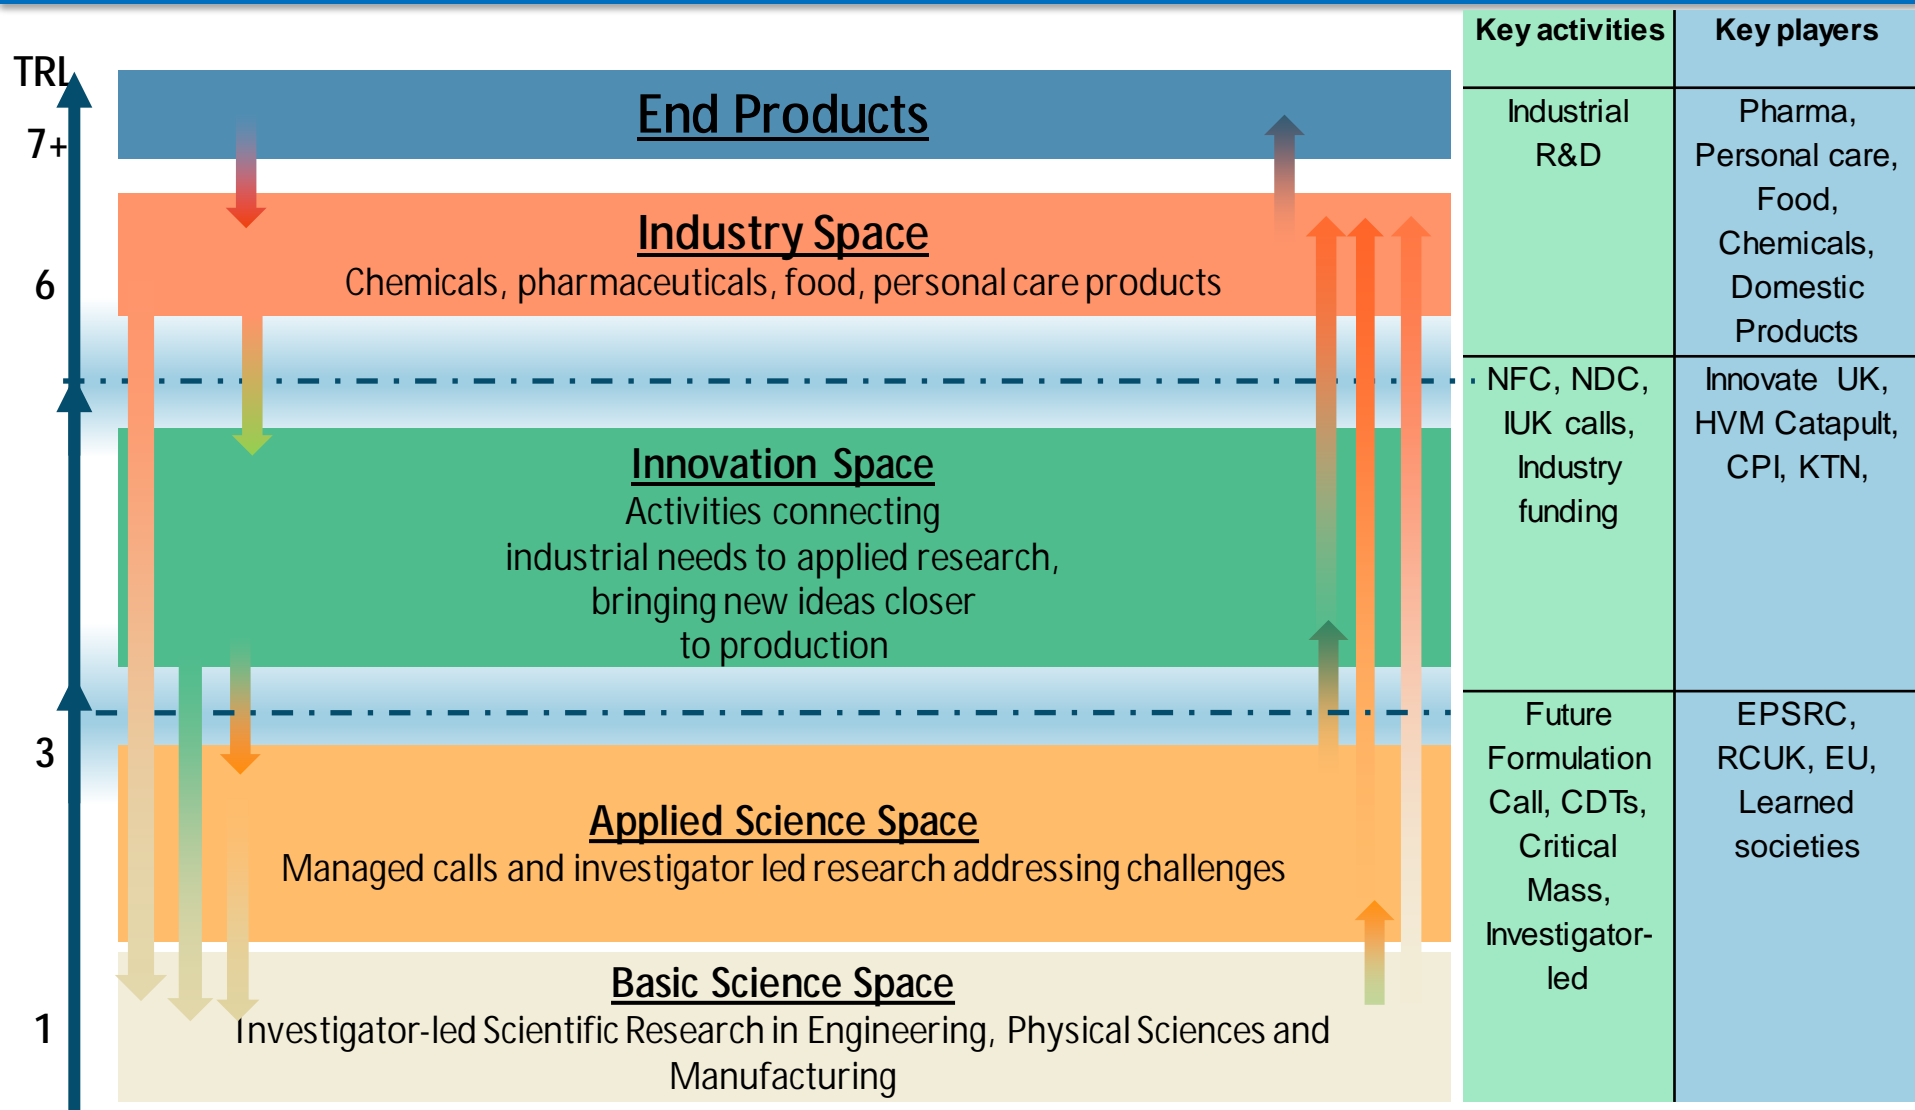 TRL
7+
6
3
1
End Products
Industry Space
Chemicals, pharmaceuticals, food, personal care products
Innovation Space
Activities connecting
industrial needs to applied research,
bringing new ideas closer
to production
Applied Science Space
Managed calls and investigator led research addressing challenges
Basic Science Space
Investigator-led Scientific Research in Engineering, Physical Sciences and
Manufacturing
Key activities
Key players
Industrial
R&D
Pharma,
Personal care,
Food,
Chemicals,
Domestic
Products
NFC, NDC,
IUK calls,
Industry
funding
Innovate UK,
HVM Catapult,
CPI, KTN,
Future
Formulation
Call, CDTs,
Critical
Mass,
Investigator-
led
EPSRC,
RCUK, EU,
Learned
societies